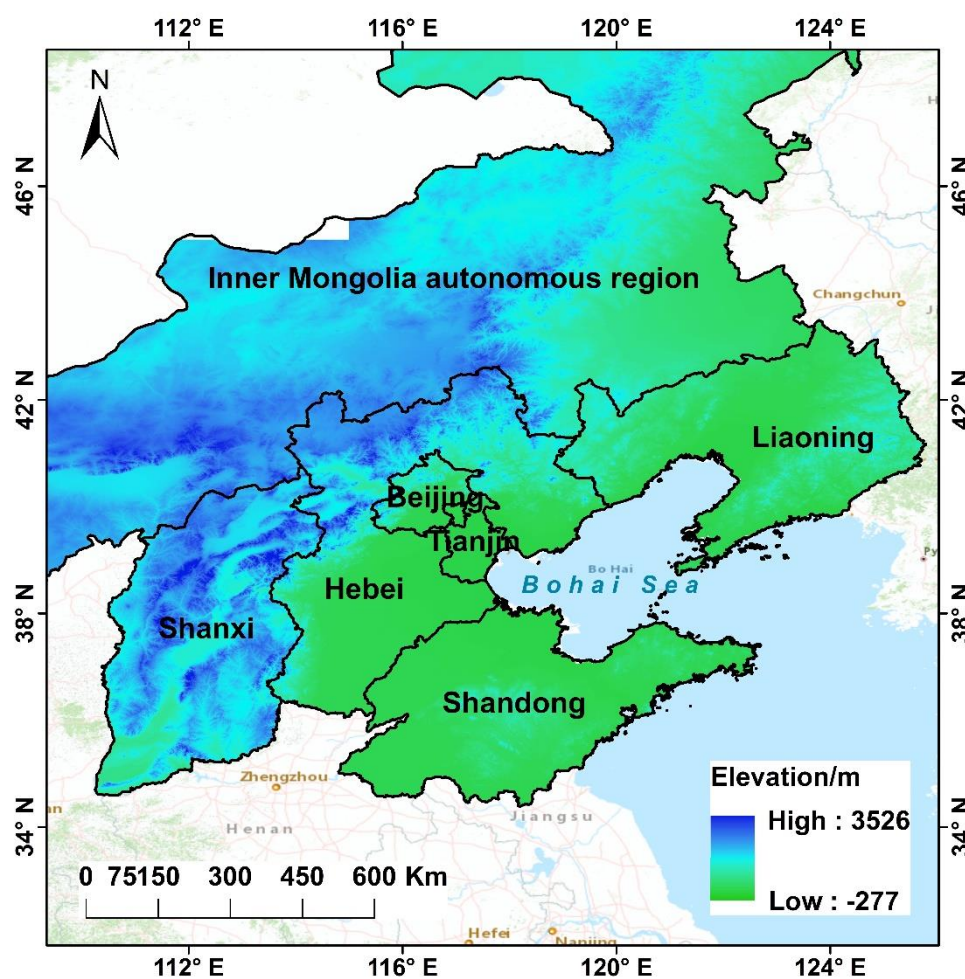 112° E 116° E 120° E 124° E
N
46° N
46° N
Inner Mongolia autonomous region
Changchun
42° N
42° N
Liaoning
Beijing
Tianjin
Bo Hai
Bohai Sea
Hebei
38° N
38° N
Shanxi
Shandong
Elevation/m
Zhengzhou
High : 3526
Henan
Jiangsu
34° N
34° N
0 75150 300 450 600 Km
Low : -277
Hefei
Nanjing
112° E 116° E 120° E 124° E